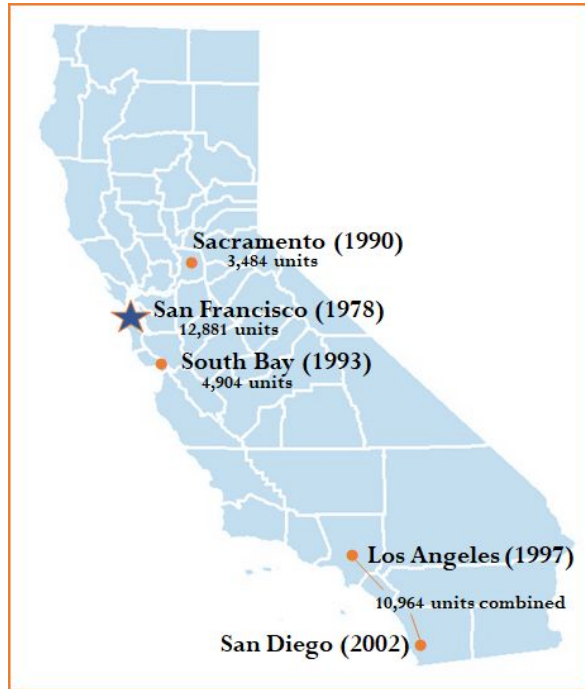 Sacramento (1990)
3,484 units
San Francisco (1978)
12,881 units
South Bay (1993)
4,904 units
Los Angeles (1997)
10,964 units combined
San Diego (2002)